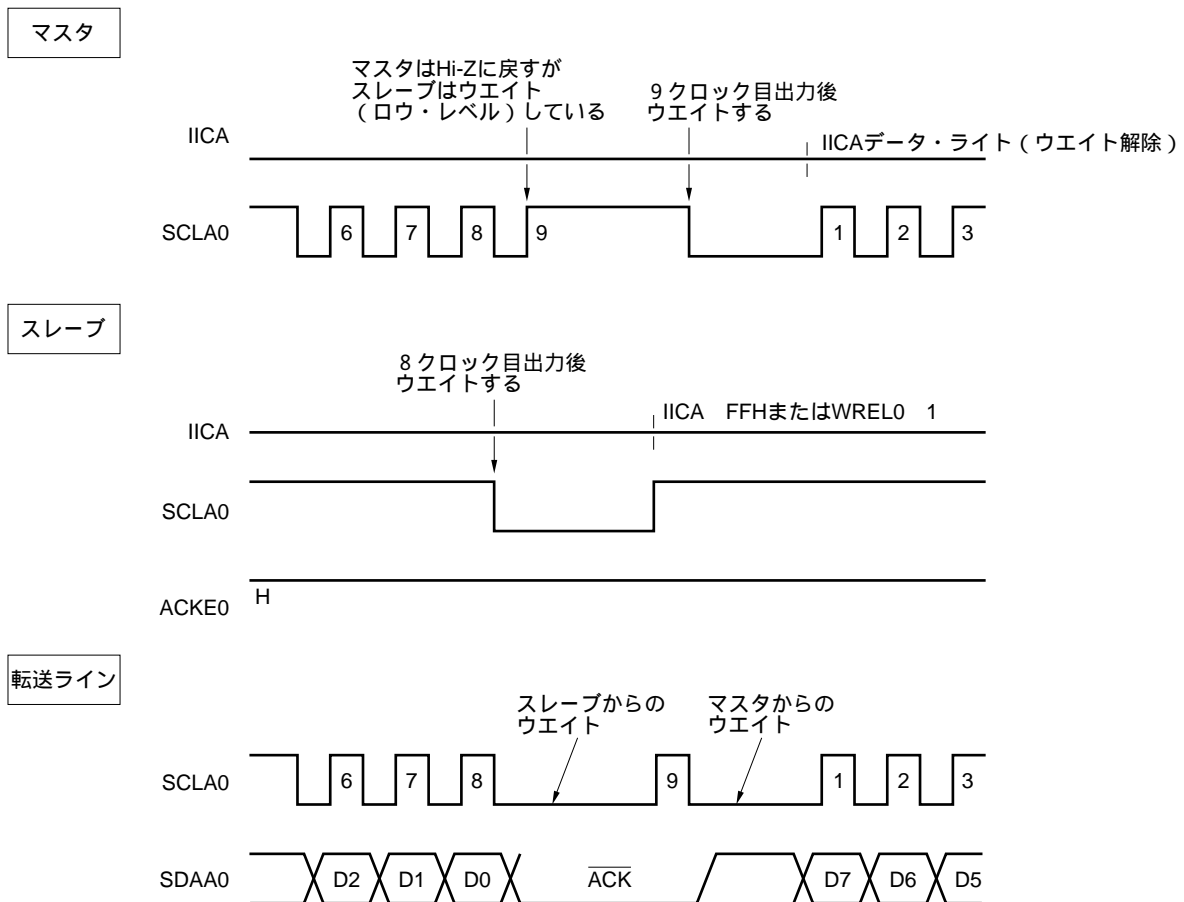 マスタ
マスタはHi-Zに戻すが
スレーブはウエイト
（ロウ・レベル）している
9クロック目出力後
ウエイトする
IICA
IICAデータ・ライト（ウエイト解除）
SCLA0
6 7 8 9 1 2 3
スレーブ
8クロック目出力後
ウエイトする
IICA FFHまたはWREL0 1
IICA
SCLA0
ACKE0
H
転送ライン
スレーブからの
ウエイト
マスタからの
ウエイト
SCLA0
6 7 8 9 1 2 3
SDAA0
D2 D1 D0 ACK D7 D6 D5